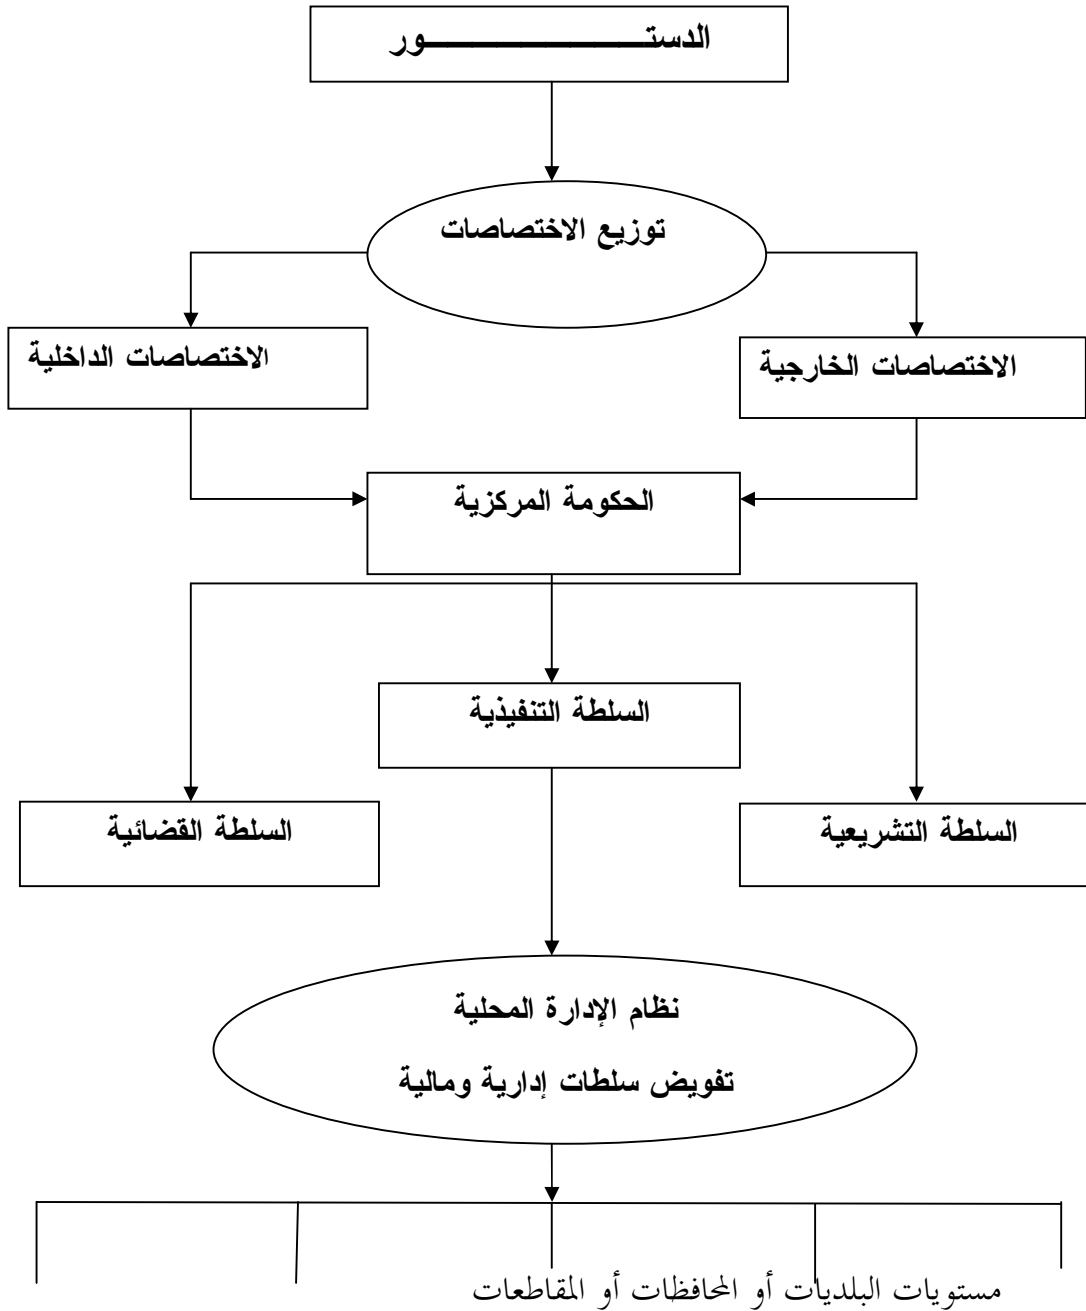 الدستـــــــــــــــــــور
توزيع الاختصاصات
الاختصاصات الخارجية
الاختصاصات الداخلية
الحكومة المركزية
السلطة التنفيذية
السلطة التشريعية
السلطة القضائية
نظام الإدارة المحلية
تفويض سلطات إدارية ومالية
مستويات البلديات أو المحافظات أو المقاطعات